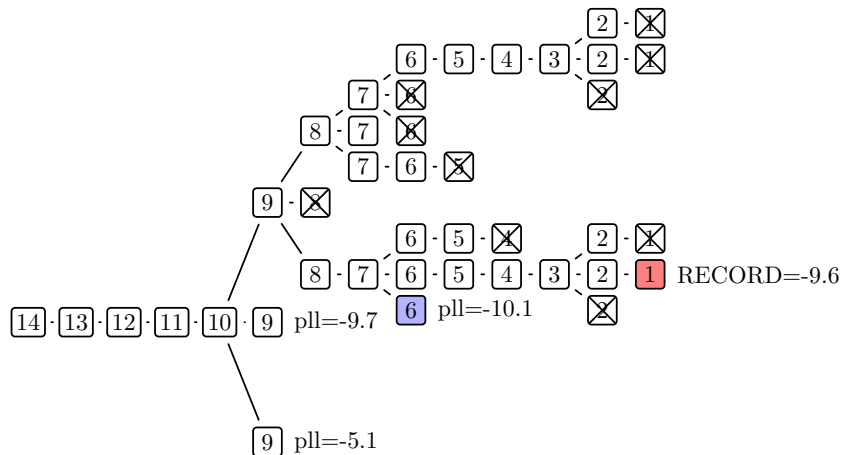 2 1
6 5 4 3 2 1
7 6 2
8 7 6
7 6 5
9 8
6 5 4 2 1
8 7 6 5 4 3 2 1 RECORD=-9.6
6 pll=-10.1 2
14 13 12 11 10 9 pll=-9.7
9 pll=-5.1